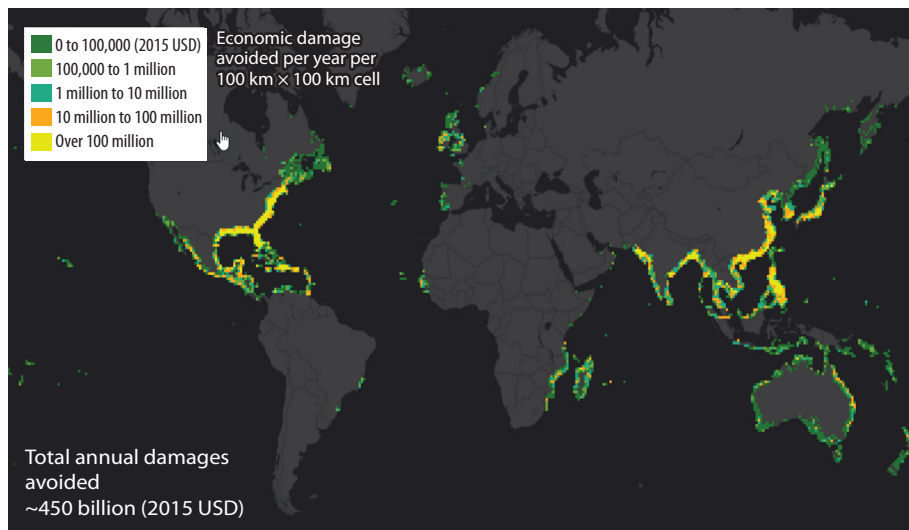 0 to 100,000 (2015 USD)
100,000 to 1 million
1 million to 10 million
10 million to 100 million
Over 100 million
Economic damage
avoided per year per
100 km × 100 km cell
Total annual damages
avoided
~450 billion (2015 USD)